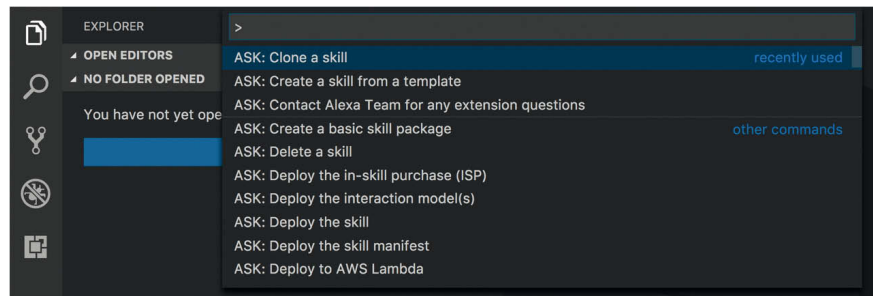 EXPLORER
OPEN EDITORS
NO FOLDER OPENED
You have not yet ope
>
ASK: Clone a skill recently used
ASK: Create a skill from a template
ASK: Contact Alexa Team for any extension questions
ASK: Create a basic skill package other commands
ASK: Delete a skill
ASK: Deploy the in-skill purchase (ISP)
ASK: Deploy the interaction model(s)
ASK: Deploy the skill
ASK: Deploy the skill manifest
ASK: Deploy to AWS Lambda